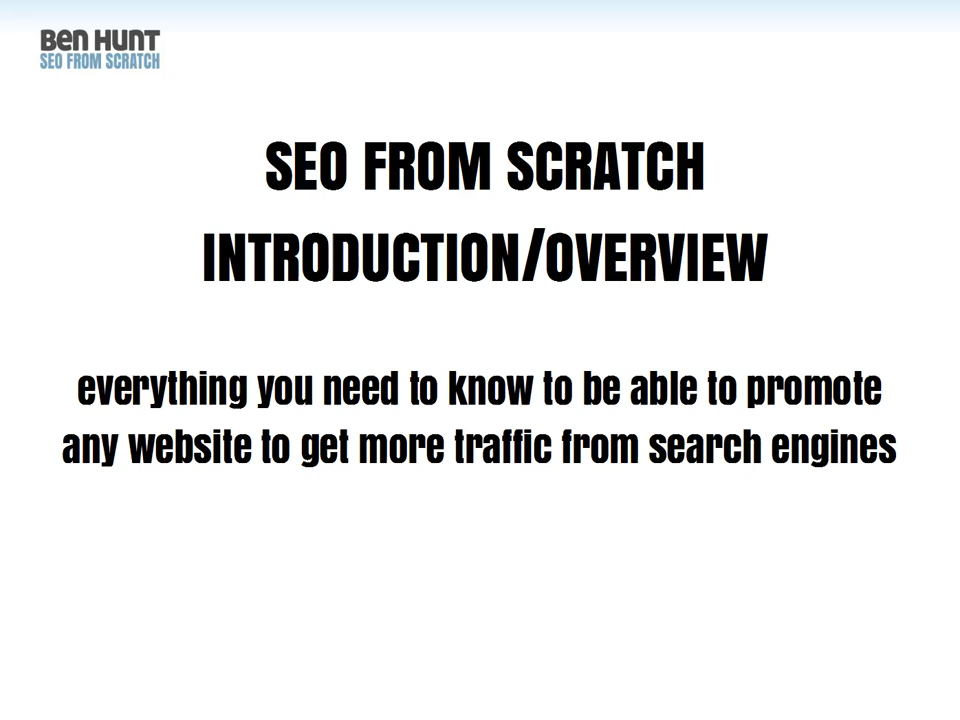 BEN HUNT
SEO FROM SCRATCH
SEO FROM SCRATCH
INTRODUCTION/OVERVIEW
everything you need to know to be able to promote
any website to get more traffic from search engines